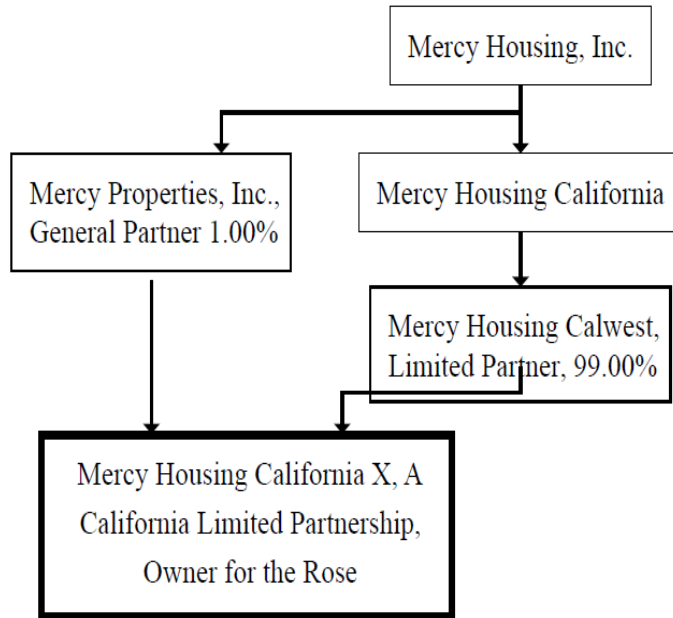 Mercy Housing, Inc.
Mercy Properties, Inc.,
General Partner 1.00%
Mercy Housing California
Mercy Housing Calwest,
Limited Partner, 99.00%
Mercy Housing California X, A
California Limited Partnership,
Owner for the Rose